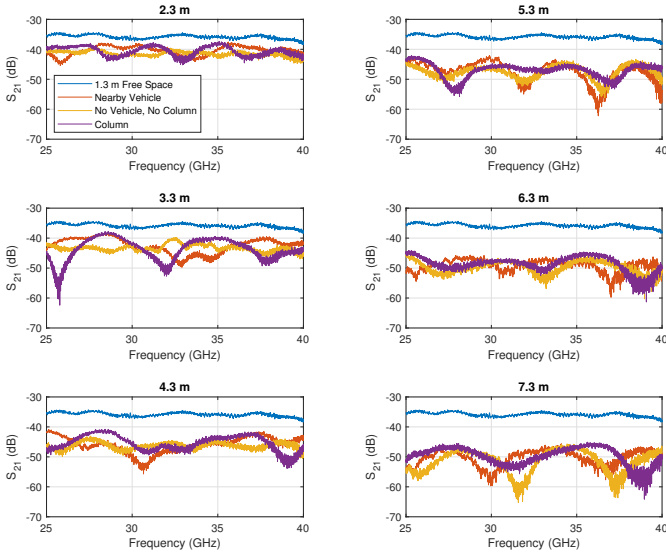 2.3 m
-30
-40
-50
-60
-70
S21 (dB)
1.3 m Free Space
Nearby Vehicle
No Vehicle, No Column
Column
25 30 35 40
Frequency (GHz)
5.3 m
-30
-40
-50
-60
-70
S21 (dB)
25 30 35 40
Frequency (GHz)
3.3 m
-30
-40
-50
-60
-70
S21 (dB)
25 30 35 40
Frequency (GHz)
6.3 m
-30
-40
-50
-60
-70
S21 (dB)
25 30 35 40
Frequency (GHz)
4.3 m
-30
-40
-50
-60
-70
S21 (dB)
25 30 35 40
Frequency (GHz)
7.3 m
-30
-40
-50
-60
-70
S21 (dB)
25 30 35 40
Frequency (GHz)